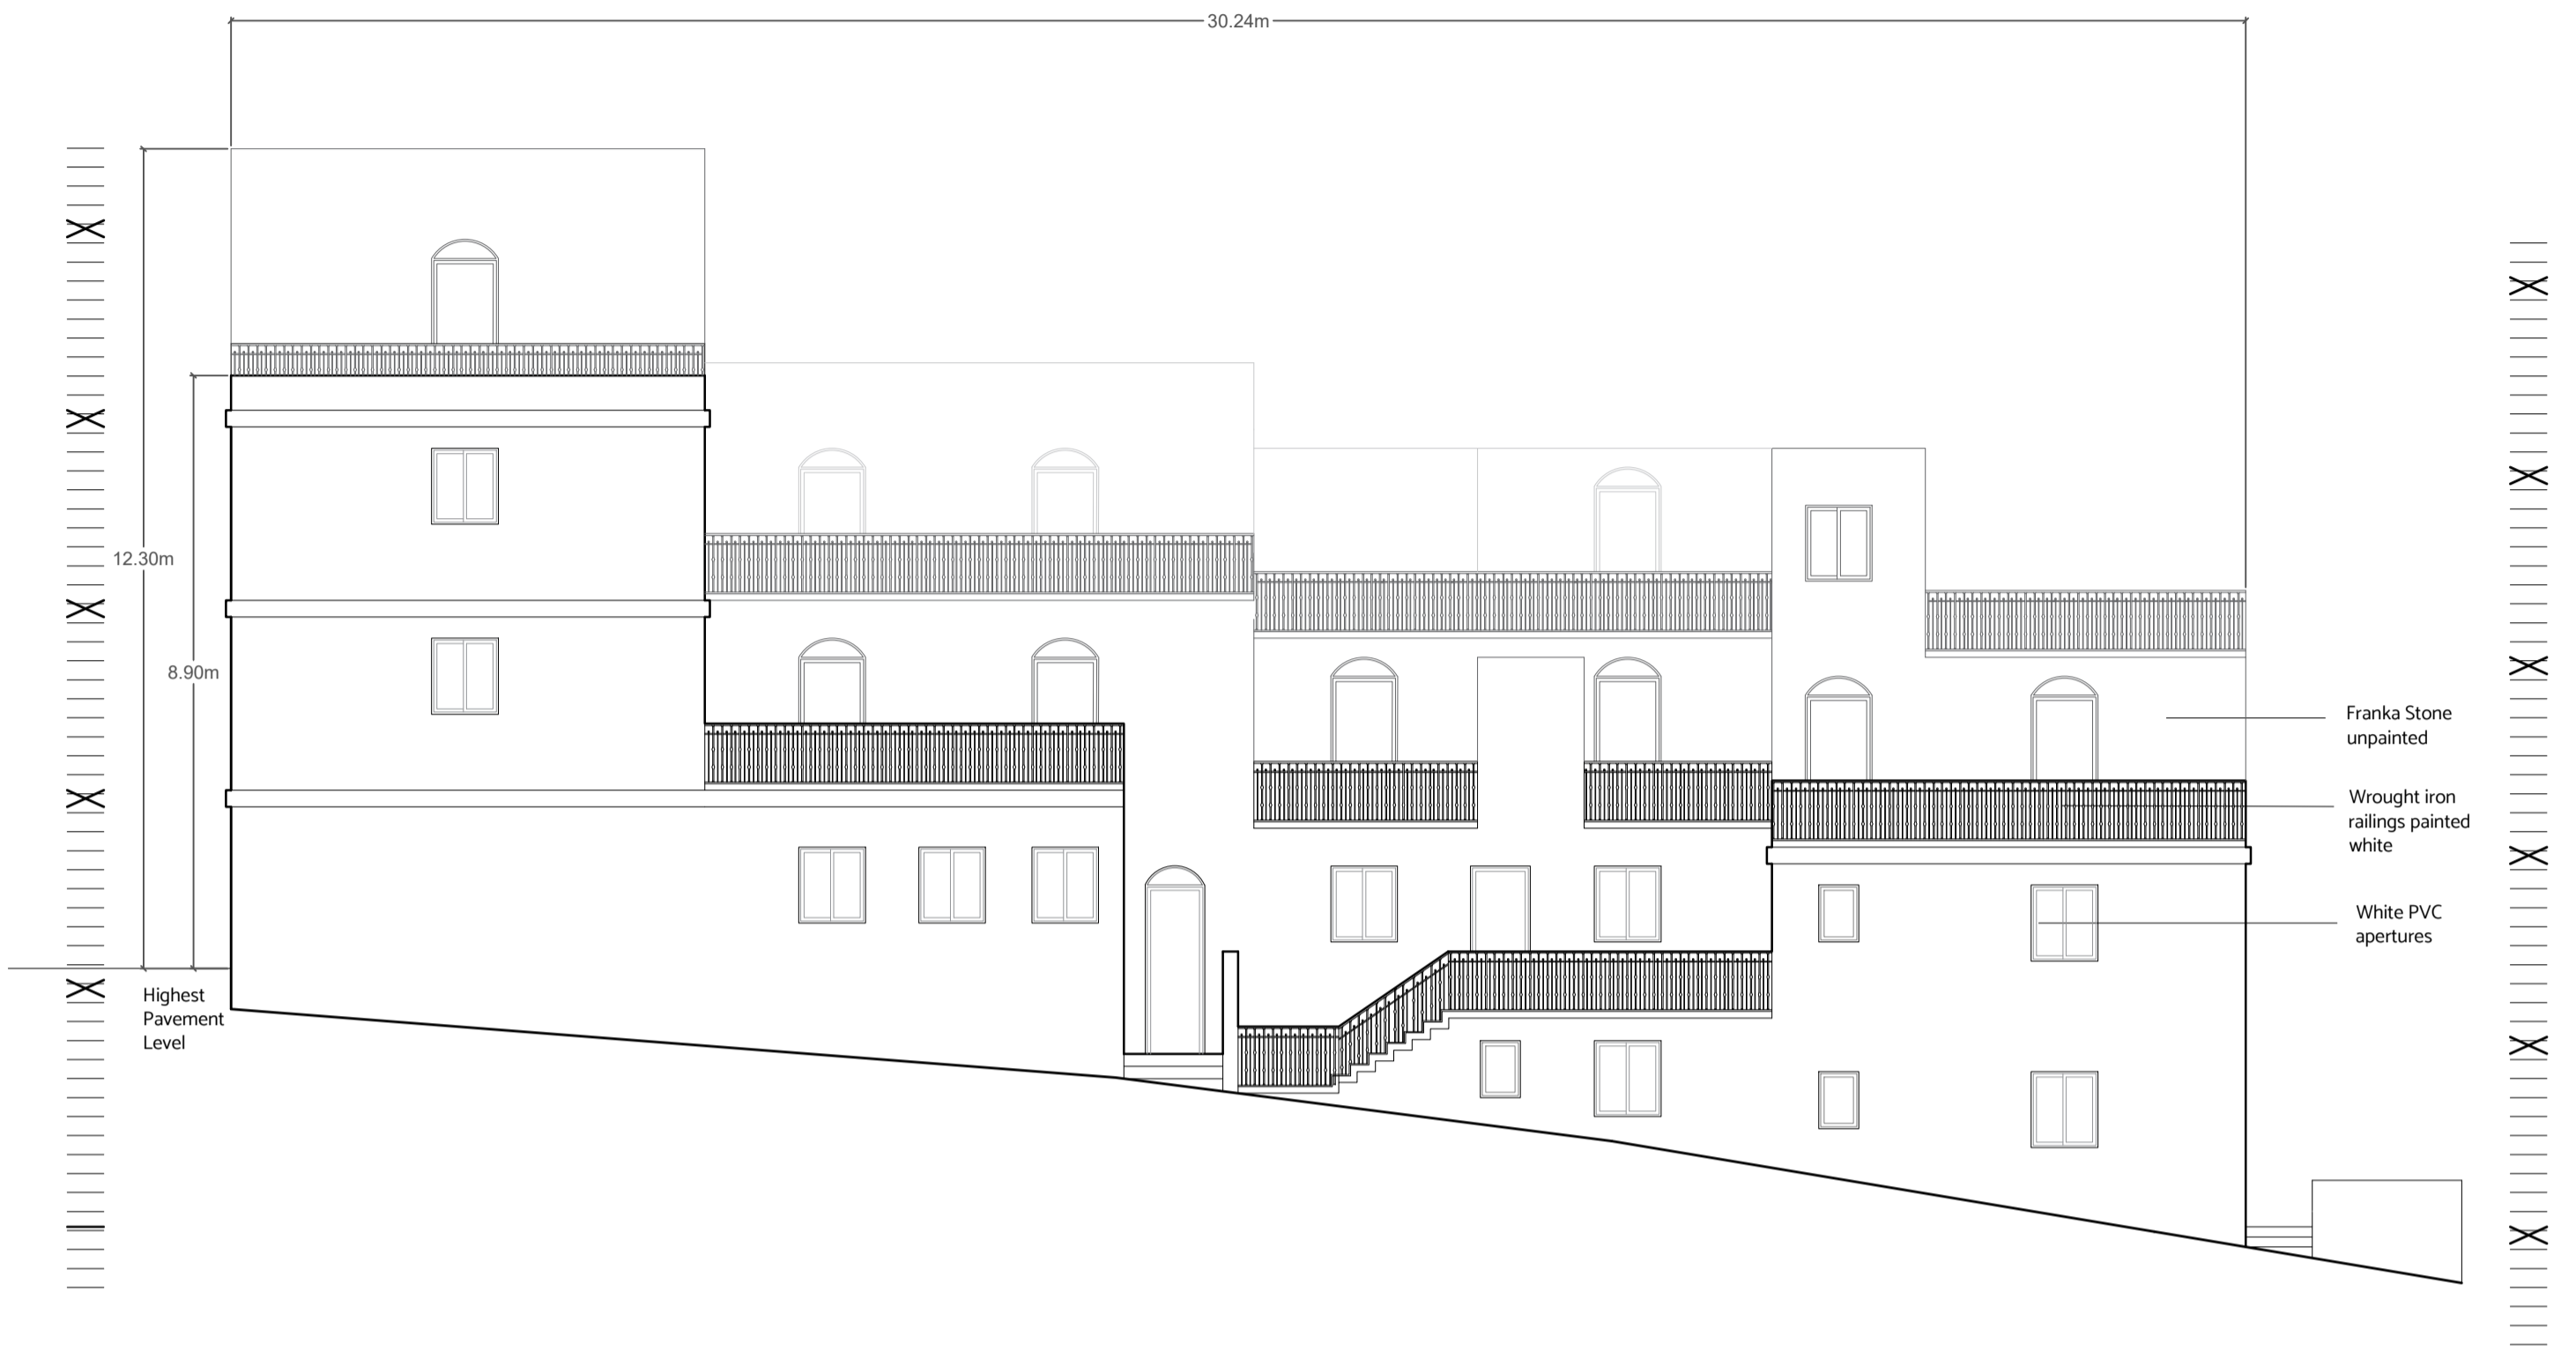 30.24m
12.30m
8.90m
Franka Stone
unpainted
Wrought iron
railings painted
white
White PVC
apertures
Highest
Pavement
Level